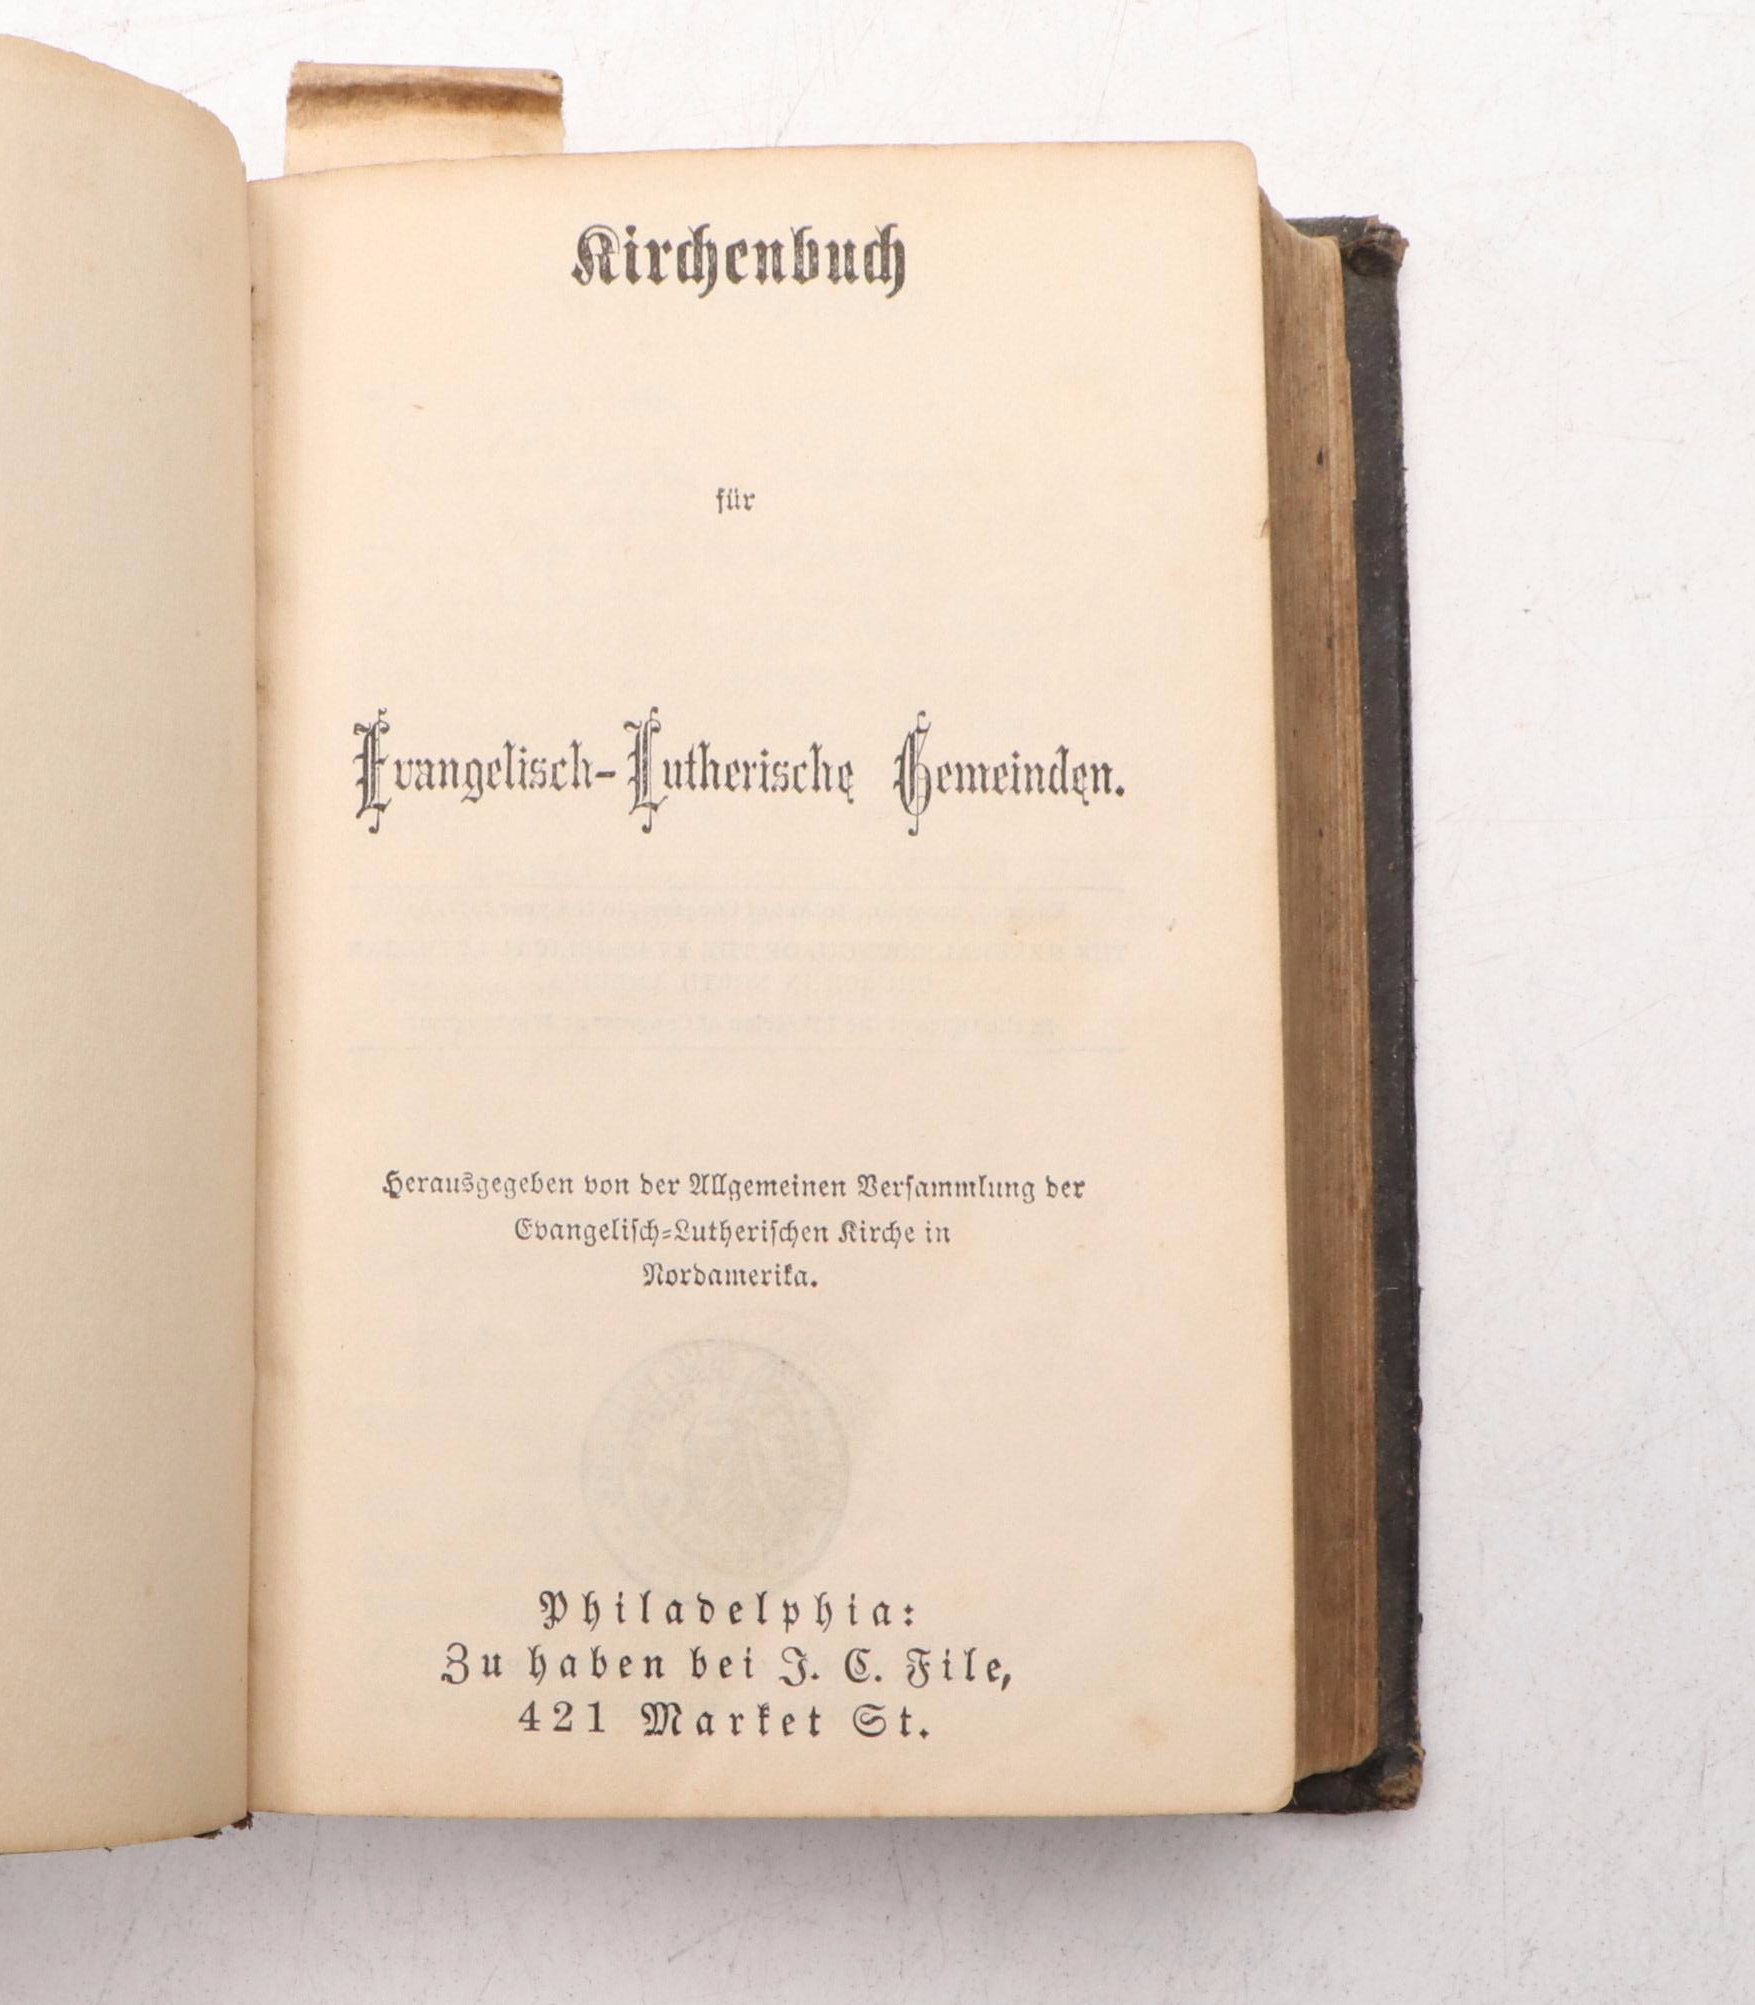 Kirchenbuch
für
Evangelisch-Lutherische Gemeinden.
Herausgegeben von der Allgemeinen Versammlung der
Evangelisch-Lutherischen Kirche in
Nordamerika.
Philadelphia:
Zu haben bei J. C. File,
421 Market St.